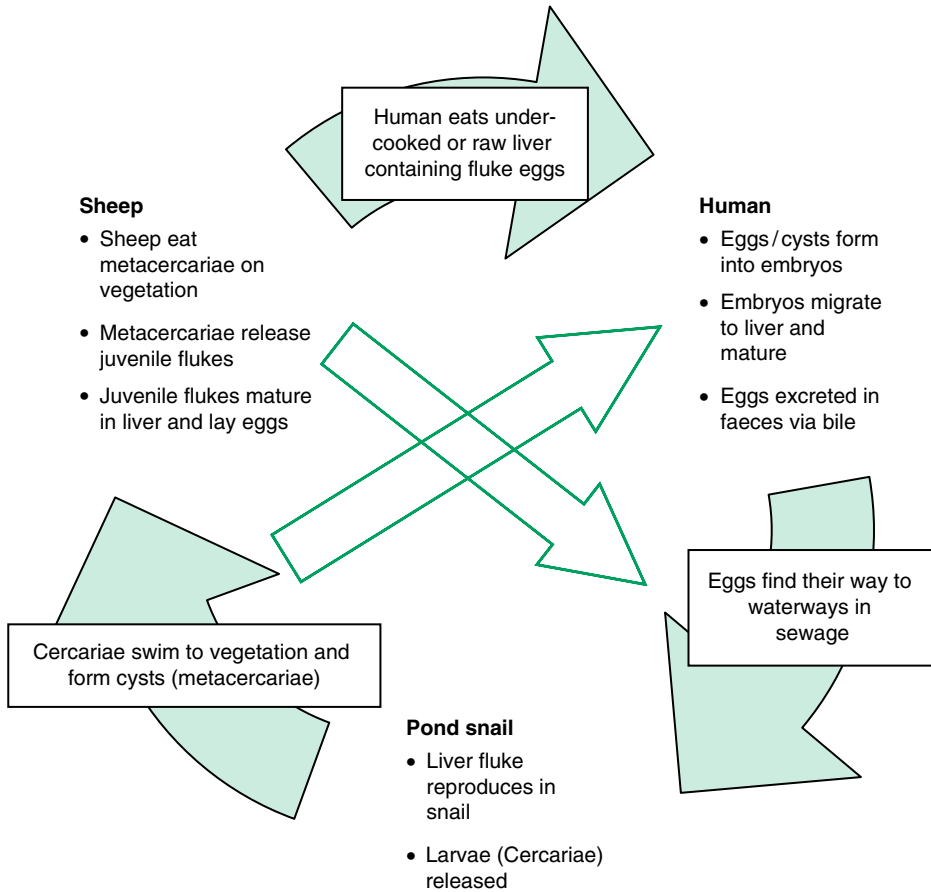 Human eats under-
cooked or raw liver
containing fluke eggs
Sheep
• Sheep eat
metacercariae on
vegetation
• Metacercariae release
juvenile flukes
• Juvenile flukes mature
in liver and lay eggs
Human
• Eggs/cysts form
into embryos
• Embryos migrate
to liver and
mature
• Eggs excreted in
faeces via bile
Eggs find their way to
waterways in
sewage
Cercariae swim to vegetation and
form cysts (metacercariae)
Pond snail
• Liver fluke
reproduces in
snail
• Larvae (Cercariae)
released